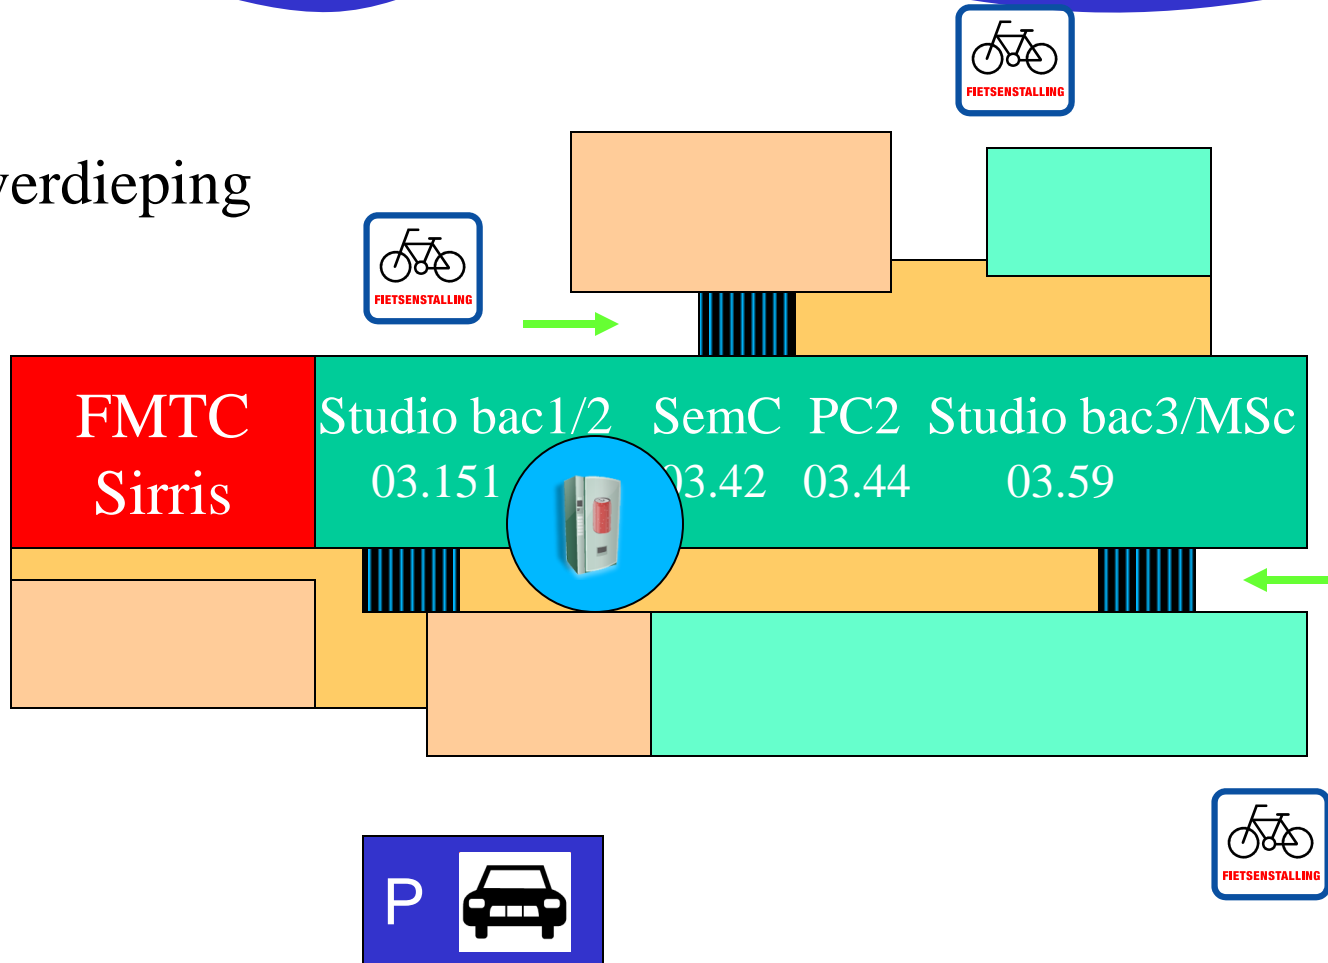 FIETSENSTALLING
verdieping
FIETSENSTALLING
FMTC
Sirris
Studio bac1/2 SemC PC2 Studio bac3/MSc
03.151 03.42 03.44 03.59
FIETSENSTALLING
P